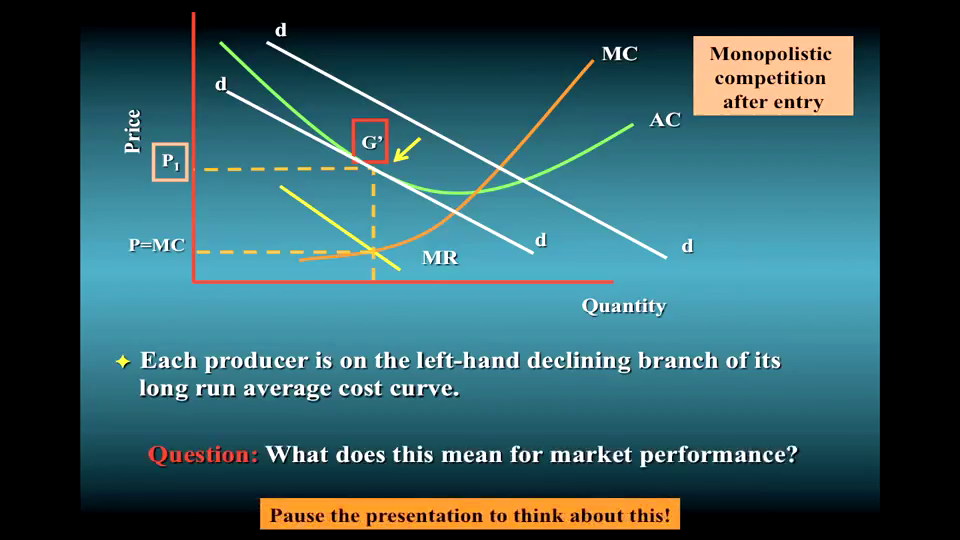 d
MC
Monopolistic
competition
after entry
d
AC
Price
G’
P1
P=MC
d
d
MR
Quantity
Each producer is on the left-hand declining branch of its
long run average cost curve.
Question: What does this mean for market performance?
Pause the presentation to think about this!